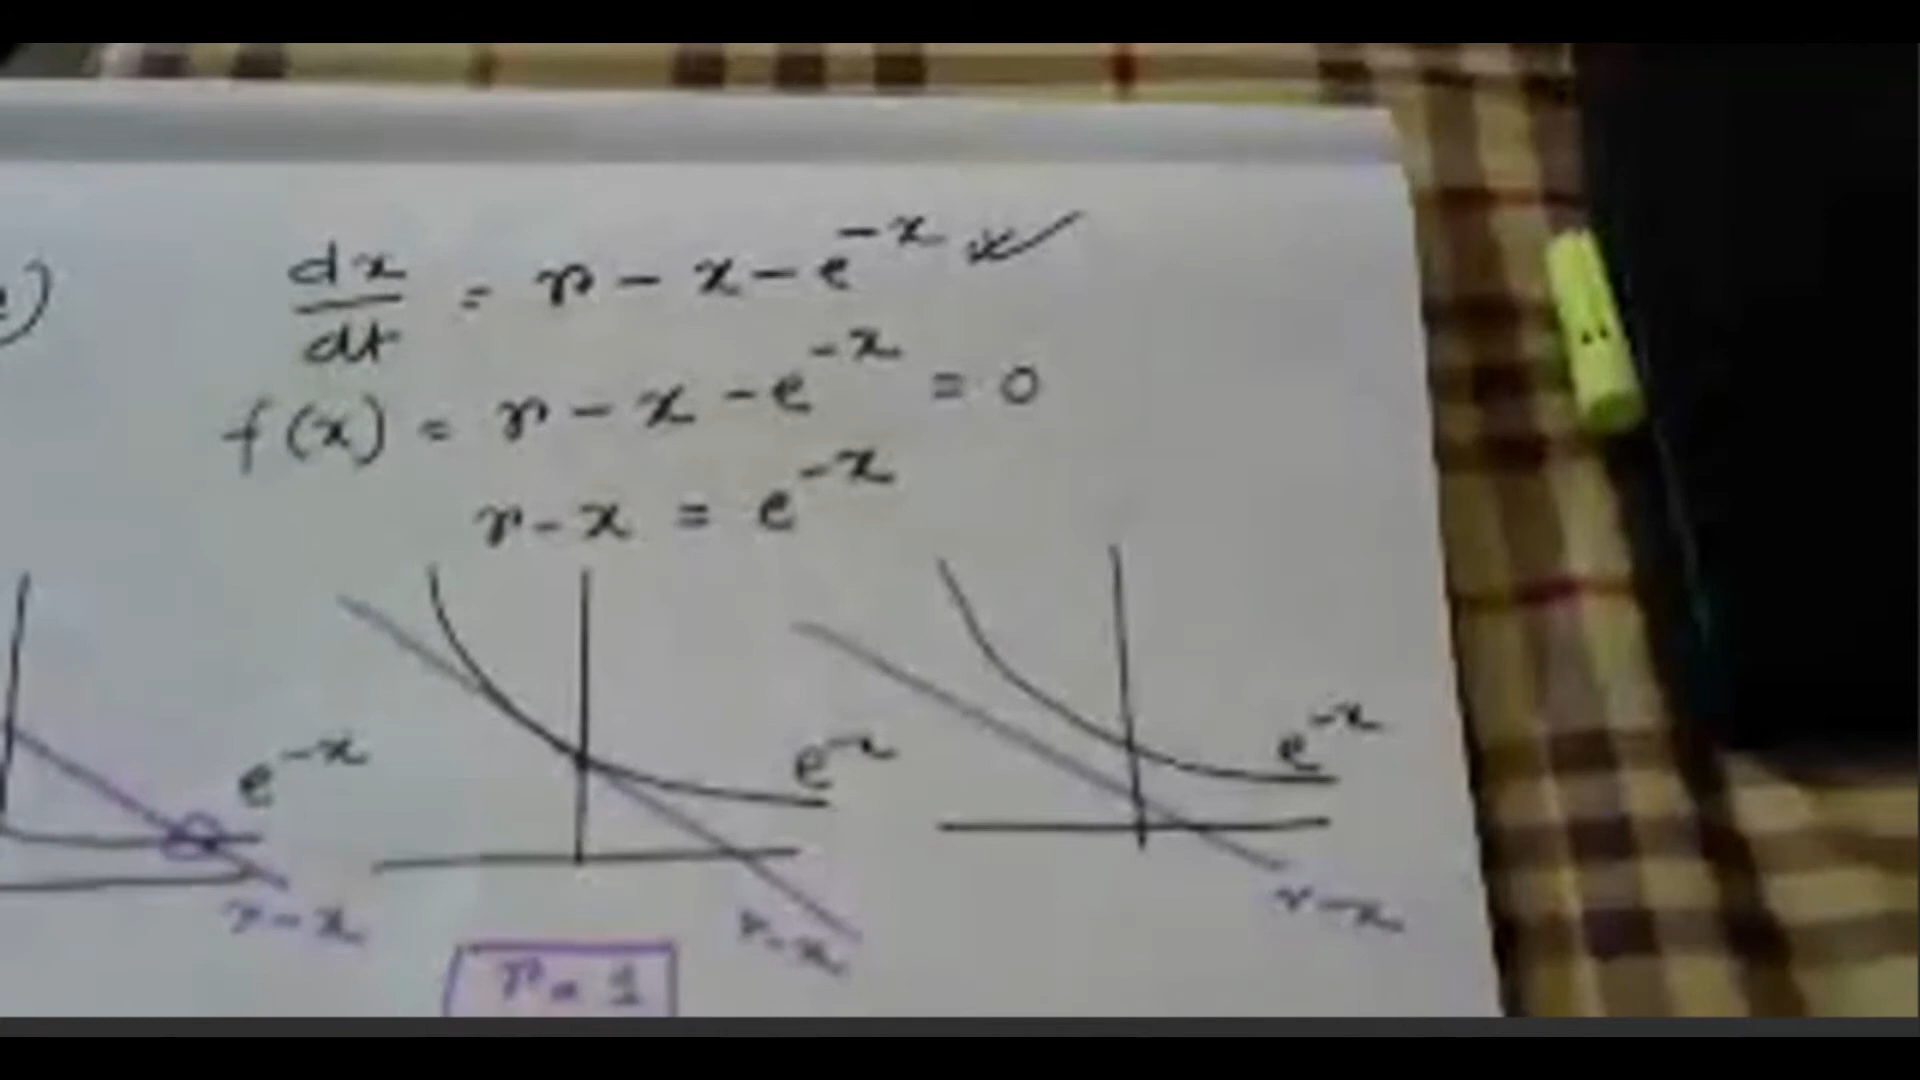 )
dx/dt = r - x - e^-x
f(x) = r - x - e^-x = 0
r - x = e^-x
e^-x
e^-x
e^-x
r - x
r - x
r - x
r = 1